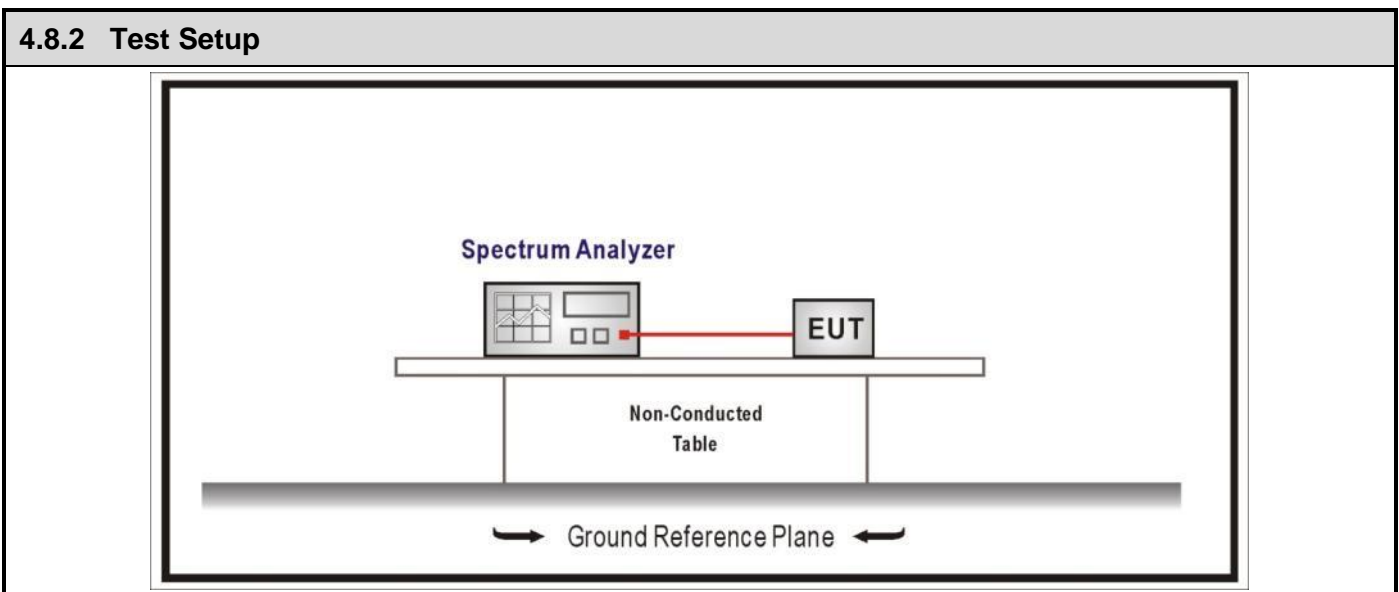 4.8.2 Test Setup
Spectrum Analyzer
EUT
Non-Conducted
Table
Ground Reference Plane